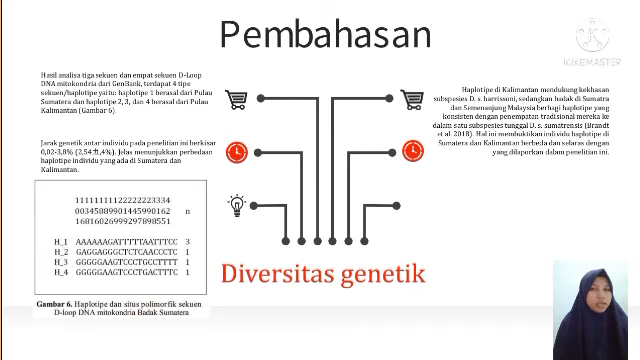 Pembahasan
KINEMASTER
Hasil analisa tiga sekuen dan empat sekuen D-Loop
DNA mitokondria dari GenBank, terdapat 4 tipe
sekuen/haplotipe yaitu: haplotipe 1 berasal dari Pulau
Sumatera dan haplotipe 2, 3, dan 4 berasal dari Pulau
Kalimantan (Gambar 6).
Jarak genetik antar individu pada penelitian ini berkisar
0,02-3,8% (2,54±1,4%). Jelas menunjukkan perbedaan
haplotipe individu yang ada di Sumatera dan
Kalimantan.
11111111122222223334
00345889901445990162 n
16816026999297898551
H_1 AAAAAAGATTTTTAATTTCC 3
H_2 GAGGAGGGCTCTCAACCCTC 1
H_3 GGGGGAAGTCCCTGCCTTTT 1
H_4 GGGGGAAGTCCCTGACTTTC 1
Gambar 6. Haplotipe dan situs polimorfik sekuen
D-loop DNA mitokondria Badak Sumatera
Haplotipe di Kalimantan mendukung kekhasan
subspesies D. s. harrissoni, sedangkan badak di Sumatra
dan Semenanjung Malaysia berbagi haplotipe yang
konsisten dengan penempatan tradisional mereka ke
dalam satu subspesies tunggal D. s. sumatrensis (Brandt
et al. 2018). Hal ini membuktikan individu haplotipe di
Sumatera dan Kalimantan berbeda dan selaras dengan
yang dilaporkan dalam penelitian ini.
Diversitas genetik